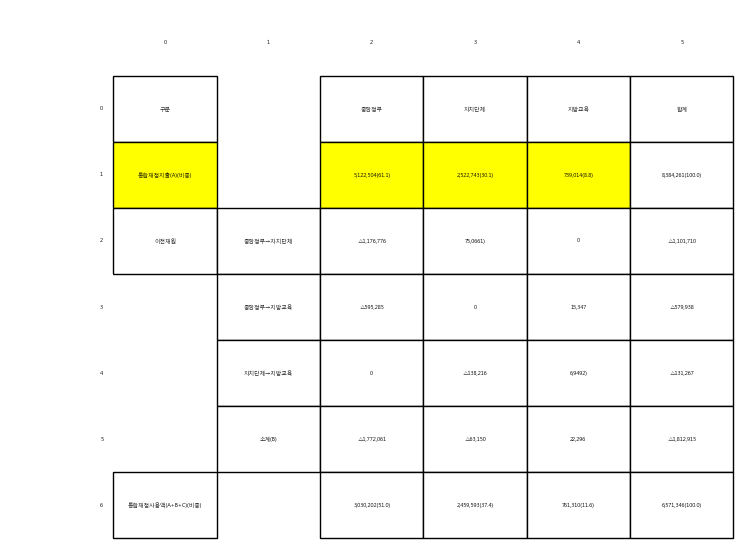 0 1 2 3 4 5
0 구분 중앙정부 자치단체 지방교육 합계
1 통합재정지출(A)(비중) 5,122,504(61.1) 2,522,743(30.1) 739,014(8.8) 8,384,261(100.0)
2 이전재원 중앙정부→자치단체 △1,176,776 75,0661) 0 △1,101,710
3 중앙정부→지방교육 △595,285 0 15,347 △579,938
4 자치단체→지방교육 0 △138,216 6,9492) △131,267
5 소계(B) △1,772,061 △63,150 22,296 △1,812,915
6 통합재정사용액(A+B+C)(비중) 3,030,202(51.0) 2,459,593(37.4) 761,310(11.6) 6,571,346(100.0)